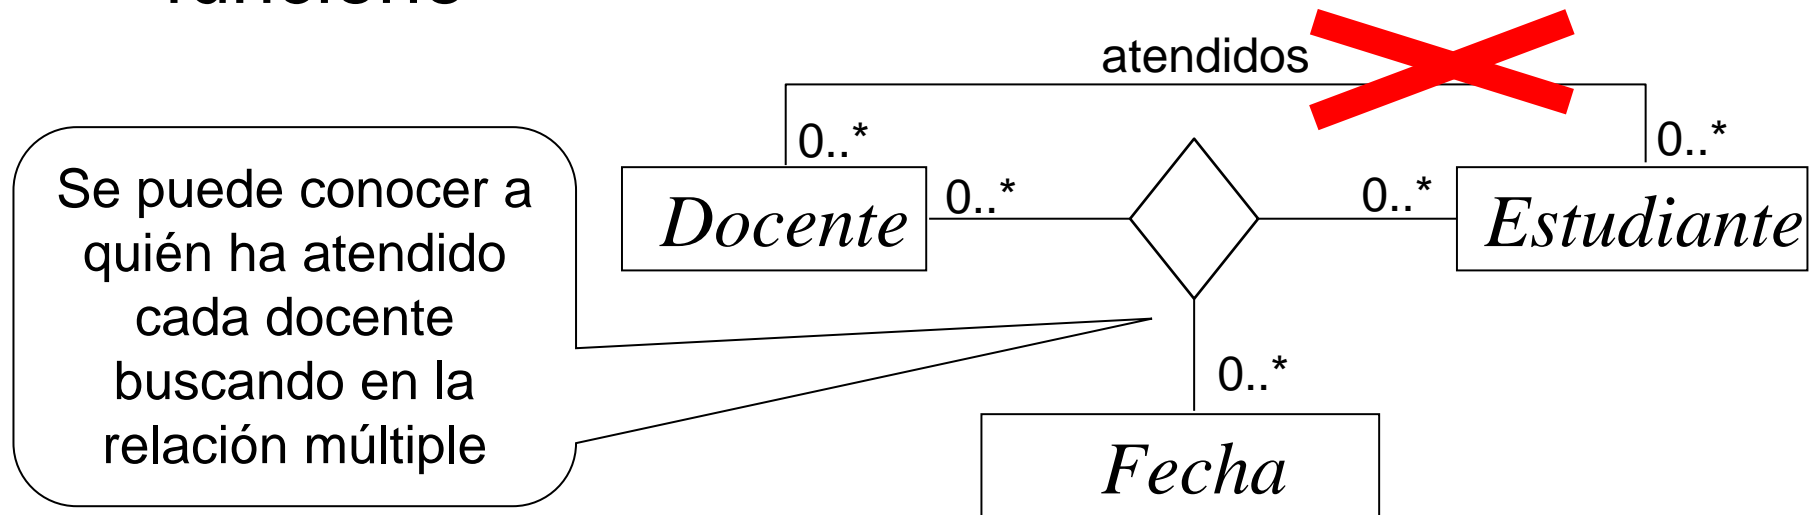 atendidos
0..*
0..*
Se puede conocer a
quién ha atendido
cada docente
buscando en la
relación múltiple
Docente
0..*
0..*
Estudiante
0..*
Fecha